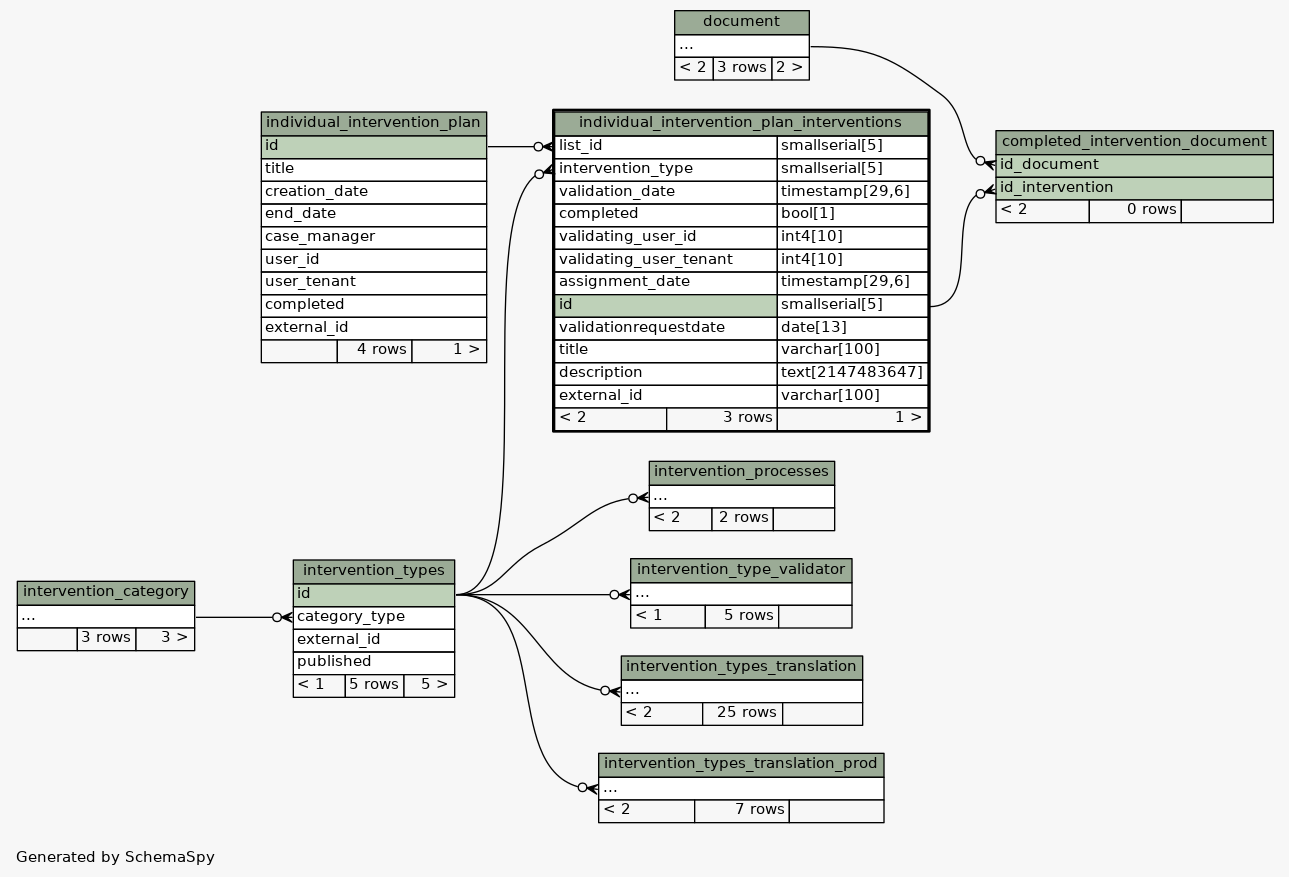 document
...
< 2 3 rows 2 >
individual_intervention_plan
id
title
creation_date
end_date
case_manager
user_id
user_tenant
completed
external_id
4 rows 1 >
individual_intervention_plan_interventions
list_id smallserial[5]
intervention_type smallserial[5]
validation_date timestamp[29,6]
completed bool[1]
validating_user_id int4[10]
validating_user_tenant int4[10]
assignment_date timestamp[29,6]
id smallserial[5]
validationrequestdate date[13]
title varchar[100]
description text[2147483647]
external_id varchar[100]
< 2 3 rows 1 >
completed_intervention_document
id_document
id_intervention
< 2 0 rows
intervention_processes
...
< 2 2 rows
intervention_category
...
3 rows 3 >
intervention_types
id
category_type
external_id
published
< 1 5 rows 5 >
intervention_type_validator
...
< 1 5 rows
intervention_types_translation
...
< 2 25 rows
intervention_types_translation_prod
...
< 2 7 rows
Generated by SchemaSpy